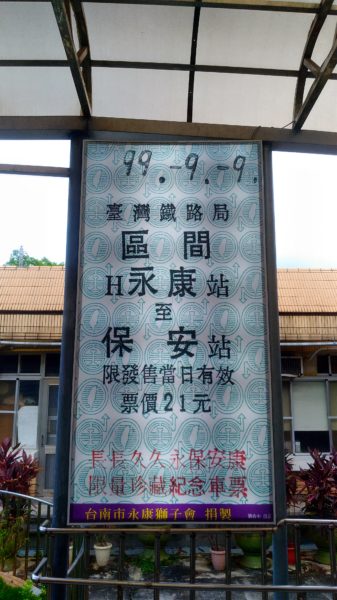 99.-9.-9.
臺灣鐵路局
區間
H永康站
至
保安站
限發售當日有效
票價21元
長長久久永保安康
限量珍藏紀念車票
台南市永康獅子會 捐製